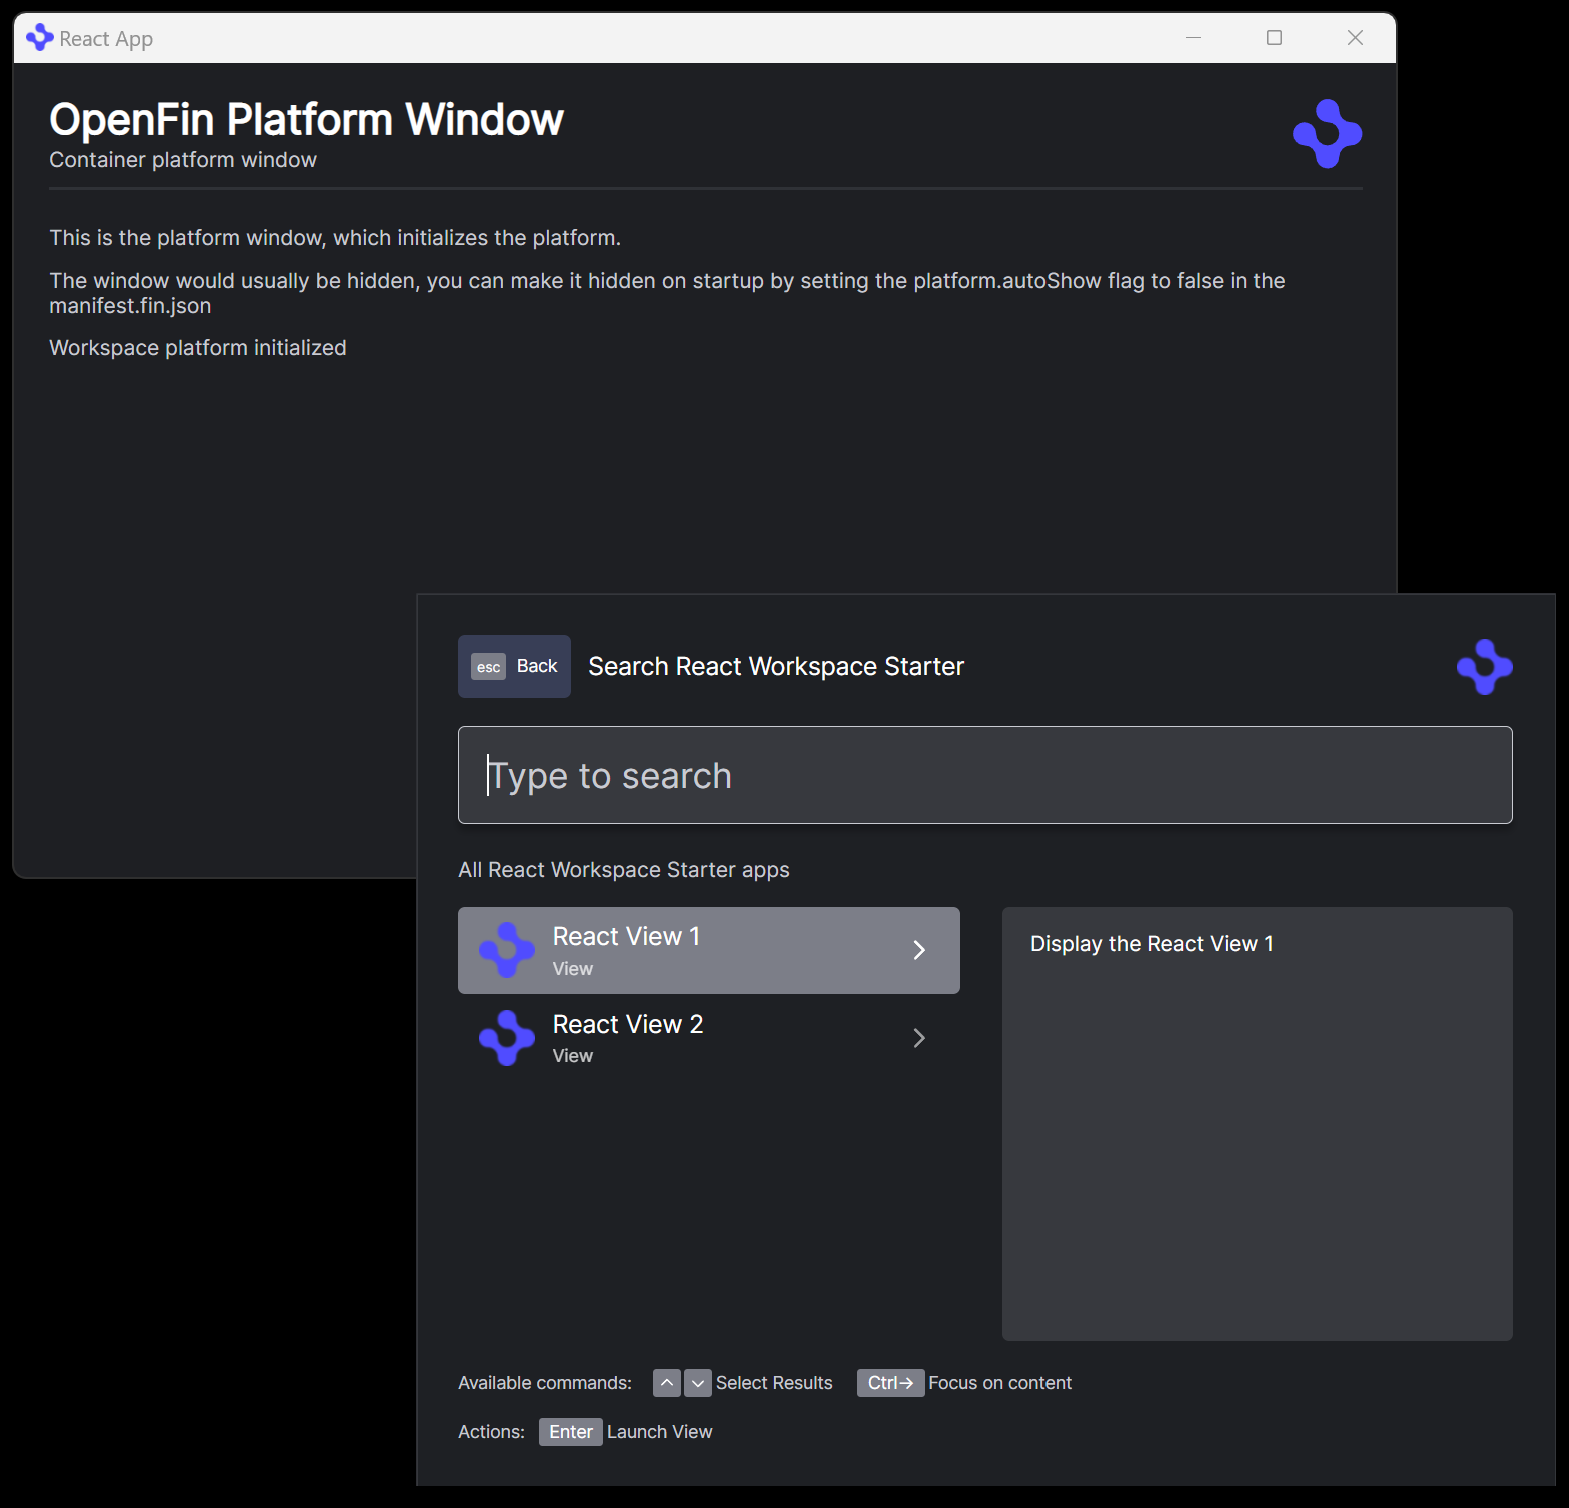 React App
OpenFin Platform Window
Container platform window
This is the platform window, which initializes the platform.
The window would usually be hidden, you can make it hidden on startup by setting the platform.autoShow flag to false in the
manifest.fin.json
Workspace platform initialized
esc Back Search React Workspace Starter
Type to search
All React Workspace Starter apps
React View 1
View
Display the React View 1
React View 2
View
Available commands: Select Results Ctrl→ Focus on content
Actions: Enter Launch View